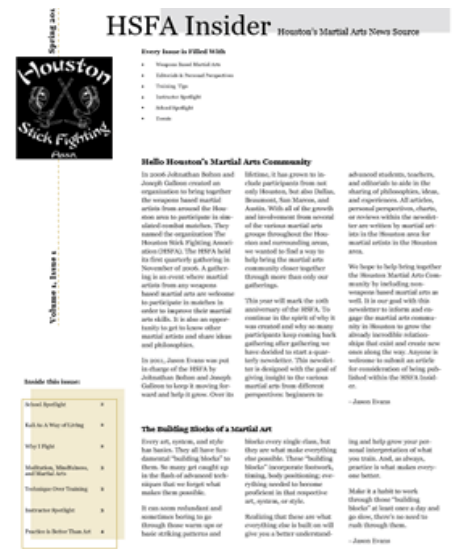 HSFA Insider
Houston's Martial Arts News Source
Spring 201
Houston
Stick Fighting
Assn.
Volume 1, Issue 1
Every Issue is Filled With
• Weapons Based Martial Arts
• Editorials & Personal Perspectives
• Training Tips
• Instructor Spotlight
• School Spotlight
• Events
Hello Houston's Martial Arts Community
In 2006 Johnathan Bolton and
Joseph Galleon created an
organization to bring together
the weapons based martial
artists from around the Hous-
ton area to participate in sim-
ulated combat matches. They
named the organization The
Houston Stick Fighting Associ-
ation (HSFA). The HSFA held
its first quarterly gathering in
November of 2006. A gather-
ing is an event where martial
artists from any weapons
based martial arts are welcome
to participate in matches in
order to improve their martial
arts skills. It is also an oppor-
tunity to get to know other
martial artists and share ideas
and philosophies.
In 2011, Jason Evans was put
in charge of the HSFA by
Johnathan Bolton and Joseph
Galleon to keep it moving for-
ward and help it grow. Over its
lifetime, it has grown to in-
clude participants from not
only Houston, but also Dallas,
Beaumont, San Marcos, and
Austin. With all of the growth
and involvement from several
of the various martial arts
groups throughout the Hous-
ton and surrounding areas,
we wanted to find a way to
help bring the martial arts
community closer together
through more than only our
gatherings.
This year will mark the 10th
anniversary of the HSFA. To
continue in the spirit of why it
was created and why so many
participants keep coming back
gathering after gathering we
have decided to start a quar-
terly newsletter. This newslet-
ter is designed with the goal of
giving insight to the various
martial arts from different
perspectives: beginners to
advanced students, teachers,
and editorials to aide in the
sharing of philosophies, ideas,
and experiences. All articles,
personal perspectives, charts,
or reviews within the newslet-
ter are written by martial art-
ists in the Houston area for
martial artists in the Houston
area.
We hope to help bring together
the Houston Martial Arts Com-
munity by including non-
weapons based martial arts as
well. It is our goal with this
newsletter to inform and en-
gage the martial arts commu-
nity in Houston to grow the
already incredible relation-
ships that exist and create new
ones along the way. Anyone is
welcome to submit an article
for consideration of being pub-
lished within the HSFA Insid-
er.
-Jason Evans
Inside this issue:
School Spotlight
Kali As A Way of Living
Why I Fight
Meditation, Mindfulness,
and Martial Arts
Technique Over Training
Instructor Spotlight
Practice is Better Than Art
The Building Blocks of a Martial Art
Every art, system, and style
has basics. They all have fun-
damental "building blocks" to
them. So many get caught up
in the flash of advanced tech-
niques that we forget what
makes them possible.
It can seem redundant and
sometimes boring to go
through those warm ups or
basic striking patterns and
blocks every single class, but
they are what make everything
else possible. These "building
blocks" incorporate footwork,
timing, body positioning; eve-
rything needed to become
proficient in that respective
art, system, or style.
Realizing that these are what
everything else is built on will
give you a better understand-
ing and help grow your per-
sonal interpretation of what
you train. And, as always,
practice is what makes every-
one better.
Make it a habit to work
through those "building
blocks" at least once a day and
go slow, there's no need to
rush through them.
-Jason Evans